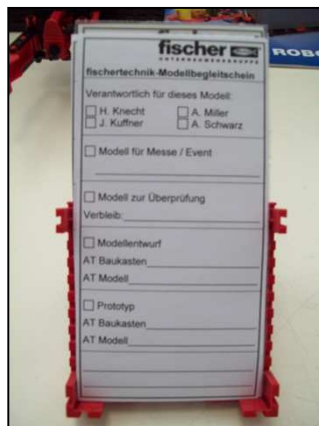 fischer
UNTERNEHMENSGRUPPE
ROBO
fischertechnik-Modellbegleitschein
Verantwortlich für dieses Modell:
H. Knecht A. Miller
J. Kuffner A. Schwarz
Modell für Messe / Event
Modell zur Überprüfung
Verbleib:
Modellentwurf
AT Baukasten
AT Modell
Prototyp
AT Baukasten
AT Modell